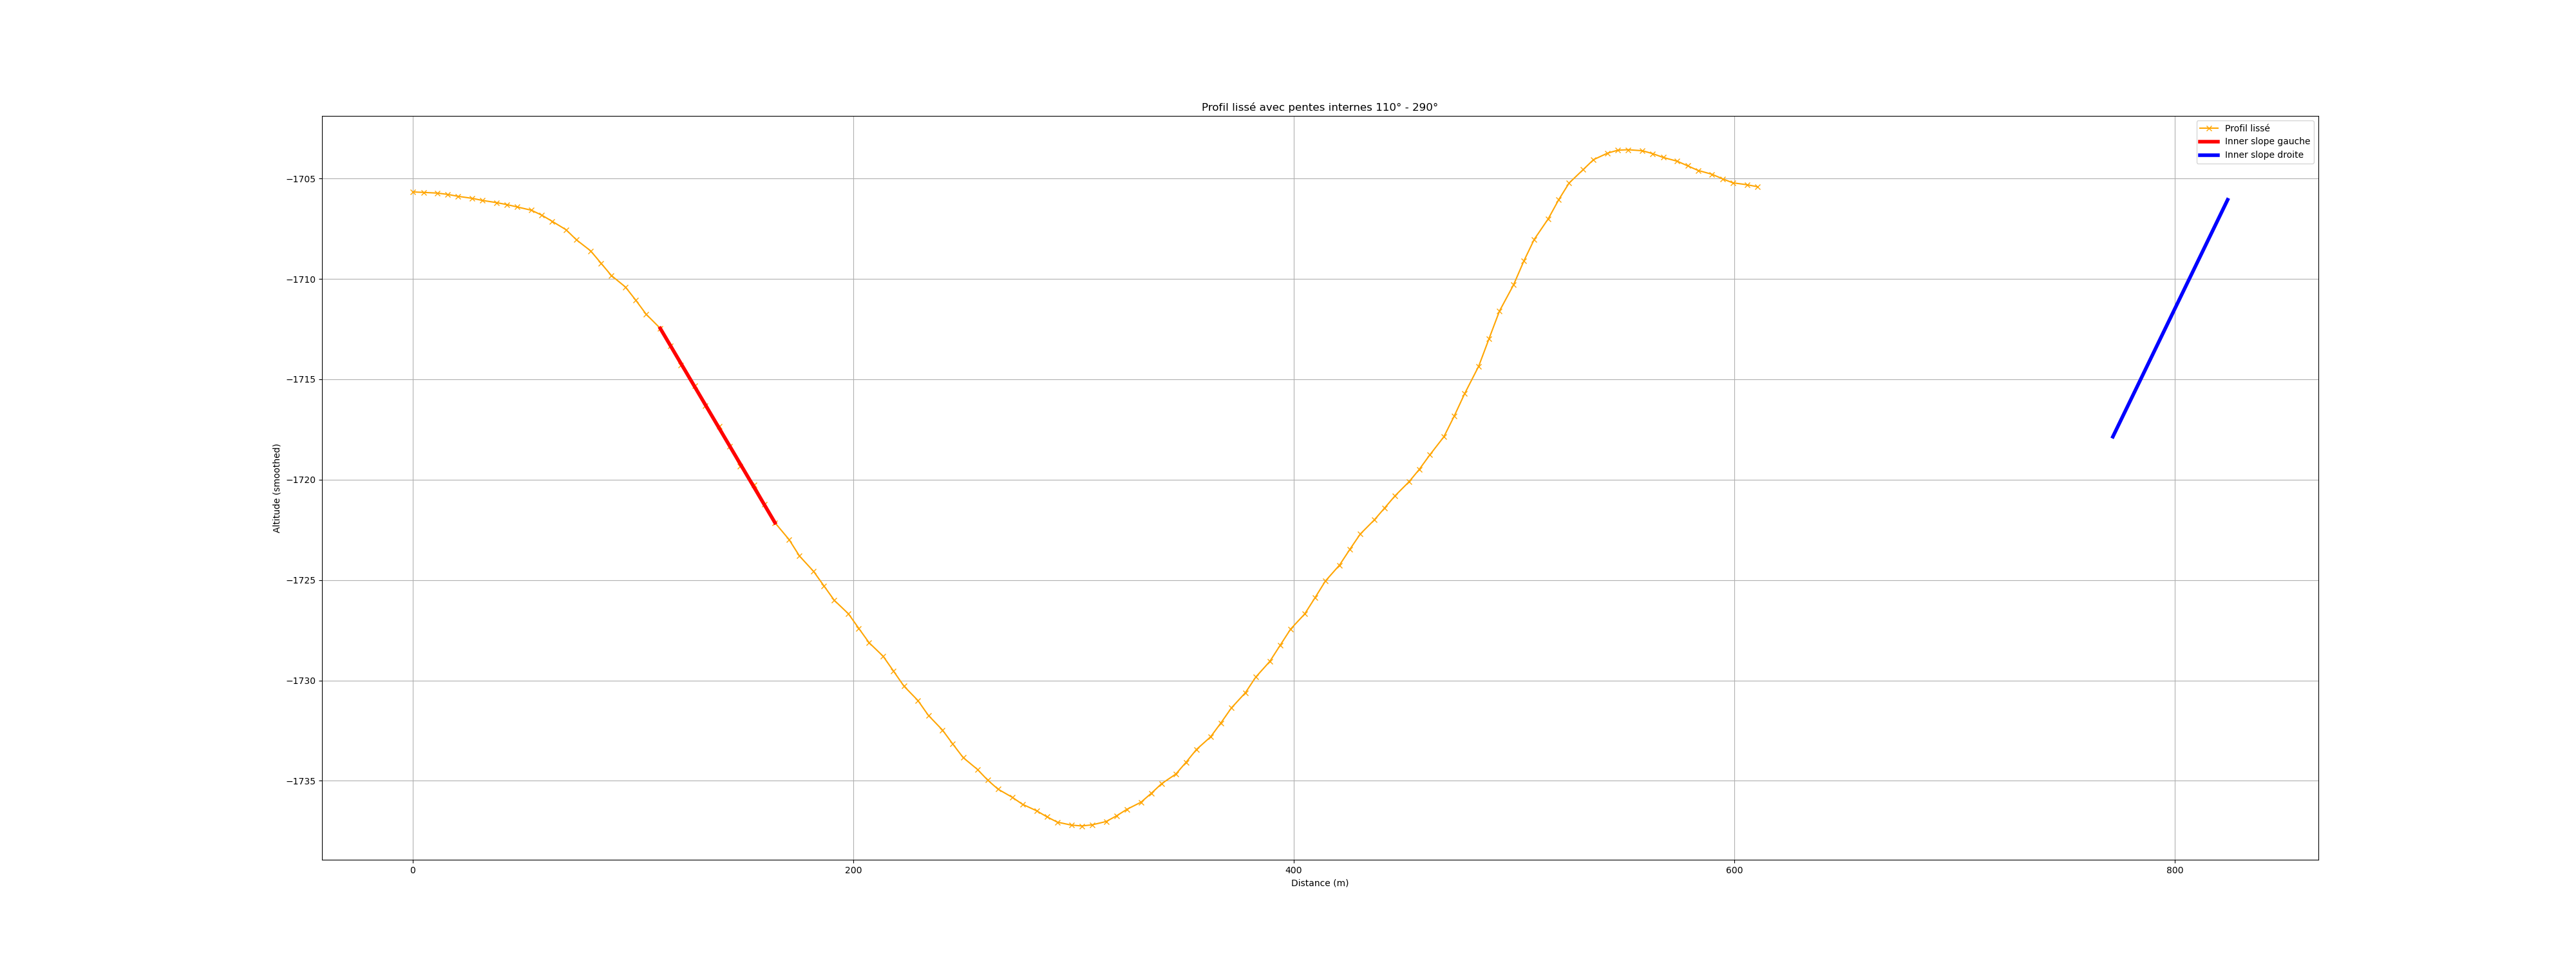 Profil lissé avec pentes internes 110° - 290°
Profil lissé
Inner slope gauche
Inner slope droite
−1705
−1710
−1715
−1720
−1725
−1730
−1735
Altitude (smoothed)
0
200
400
600
800
Distance (m)